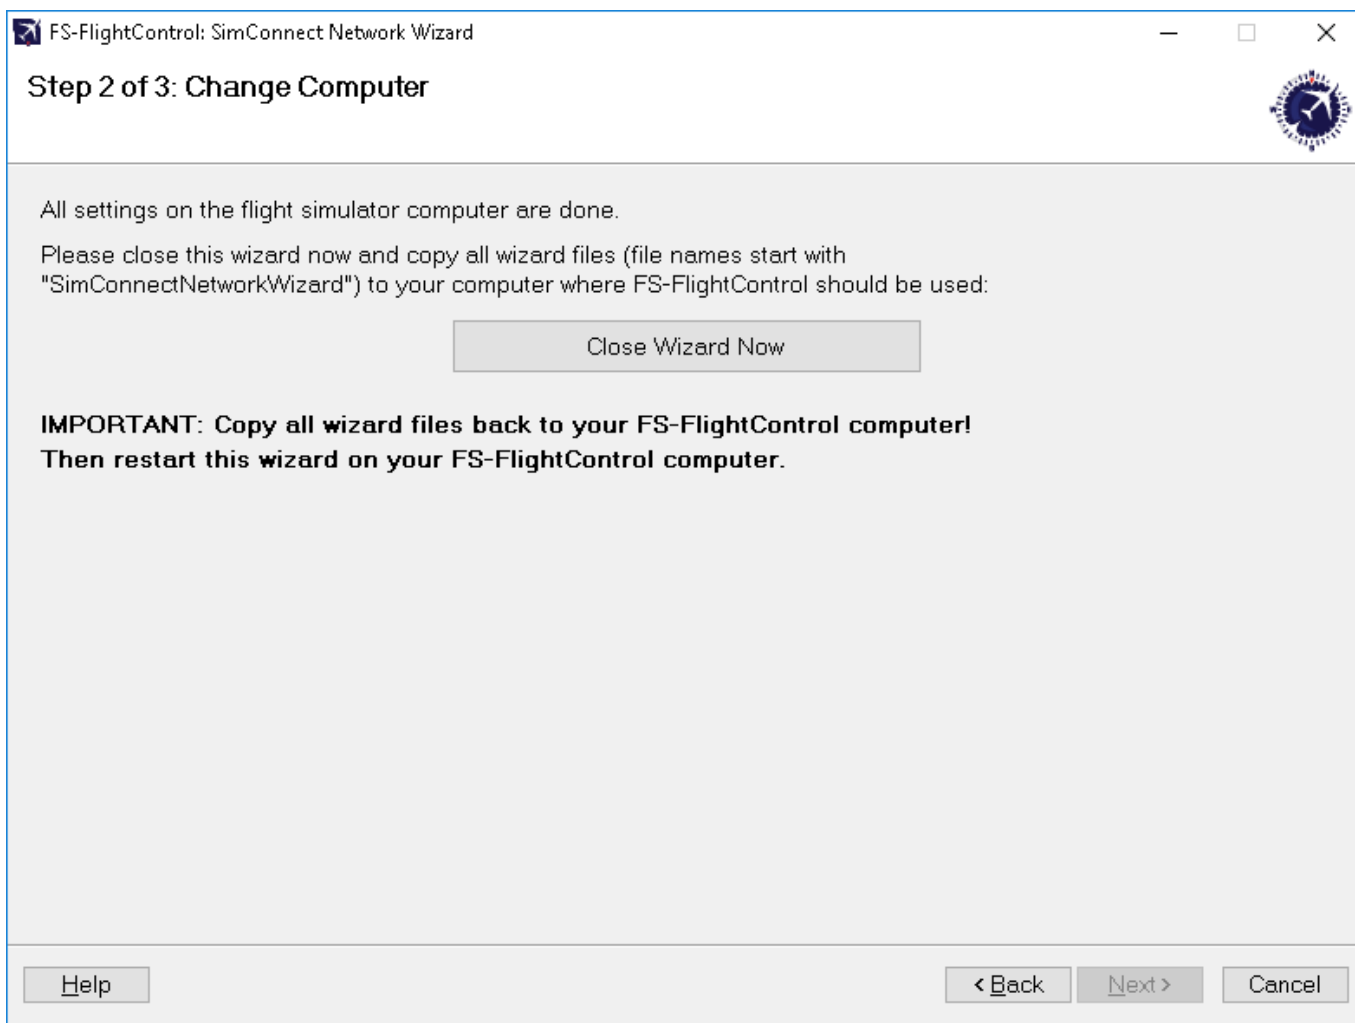 FS-FlightControl: SimConnect Network Wizard
Step 2 of 3: Change Computer
All settings on the flight simulator computer are done.
Please close this wizard now and copy all wizard files (file names start with
"SimConnectNetworkWizard") to your computer where FS-FlightControl should be used:
Close Wizard Now
IMPORTANT: Copy all wizard files back to your FS-FlightControl computer!
Then restart this wizard on your FS-FlightControl computer.
Help
< Back
Next >
Cancel